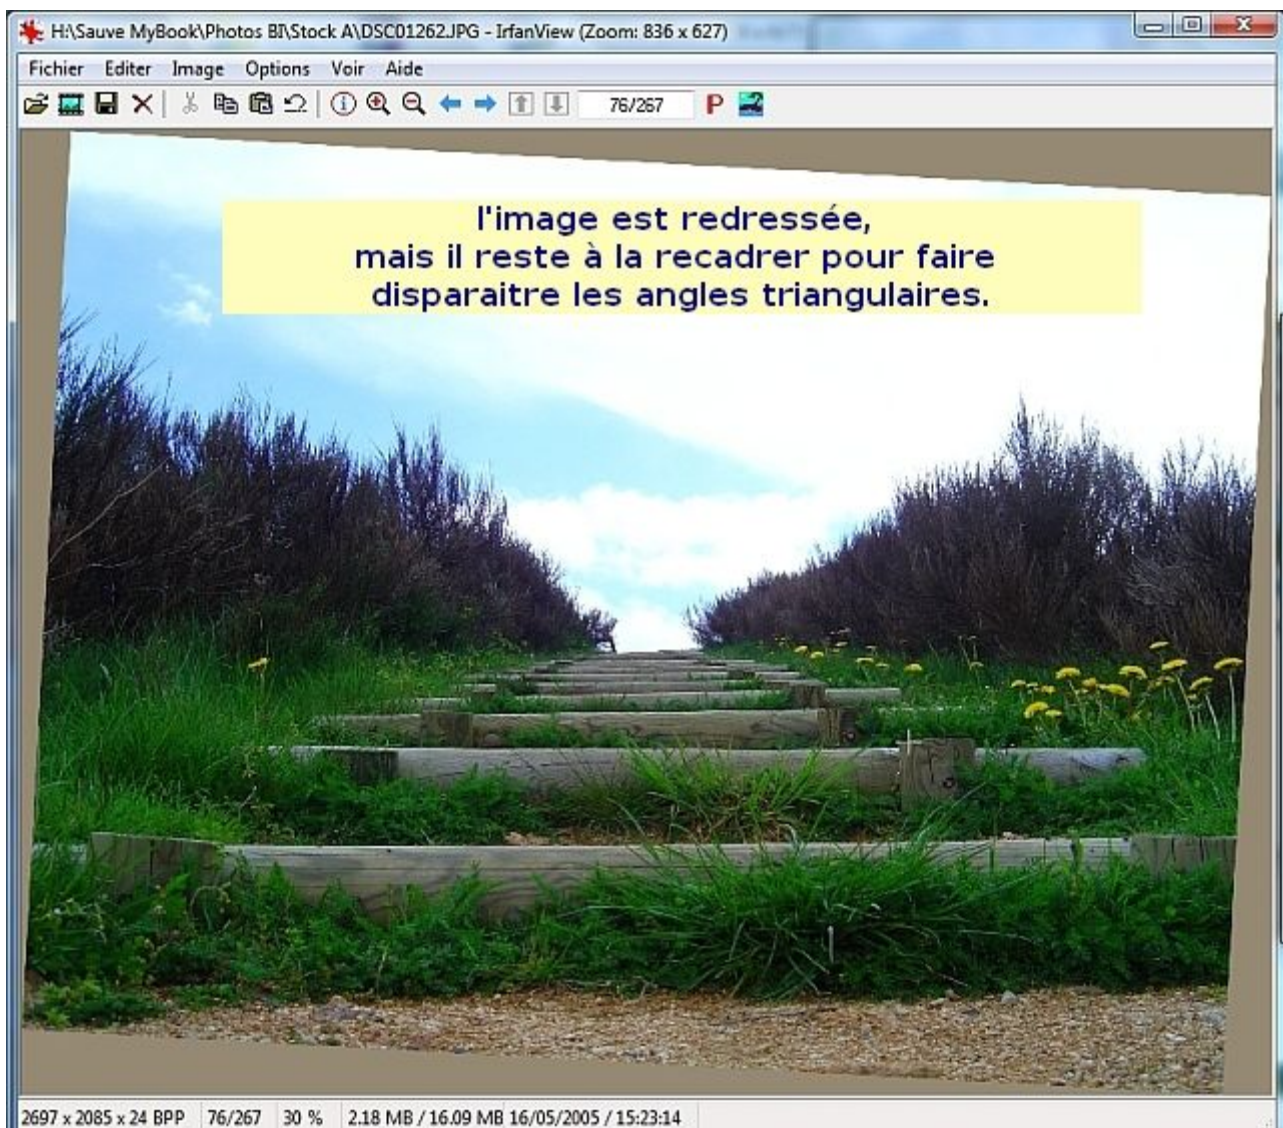 H:\Sauve MyBook\Photos BI\Stock A\DSC01262.JPG - IrfanView (Zoom: 836 x 627)
Fichier Editer Image Options Voir Aide
76/267 P
l'image est redressée,
mais il reste à la recadrer pour faire
disparaitre les angles triangulaires.
2697 x 2085 x 24 BPP 76/267 30 % 2.18 MB / 16.09 MB 16/05/2005 / 15:23:14